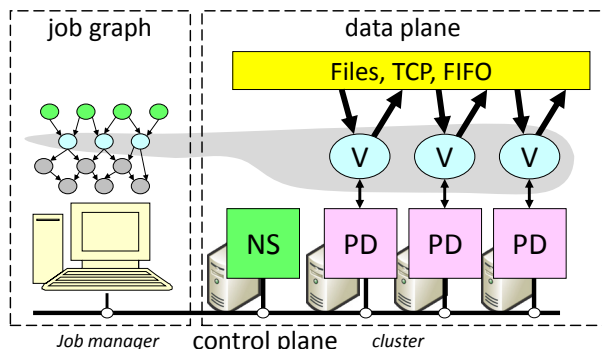 job graph
data plane
Files, TCP, FIFO
V V V
NS PD PD PD
Job manager control plane cluster